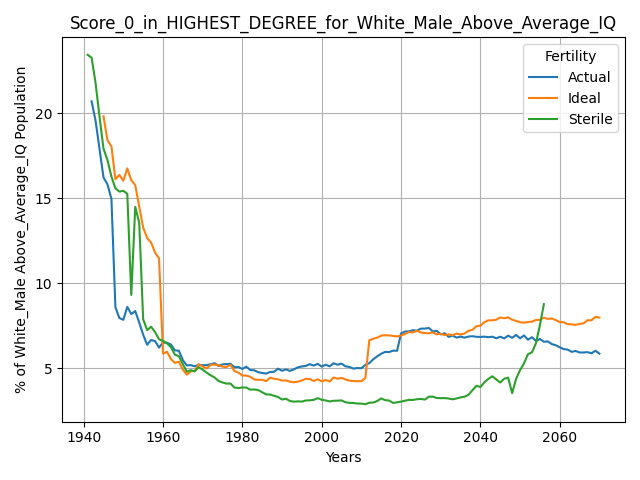 Score_0_in_HIGHEST_DEGREE_for_White_Male_Above_Average_IQ
% of White_Male Above_Average_IQ Population
20
15
10
5
Fertility
Actual
Ideal
Sterile
1940 1960 1980 2000 2020 2040 2060
Years